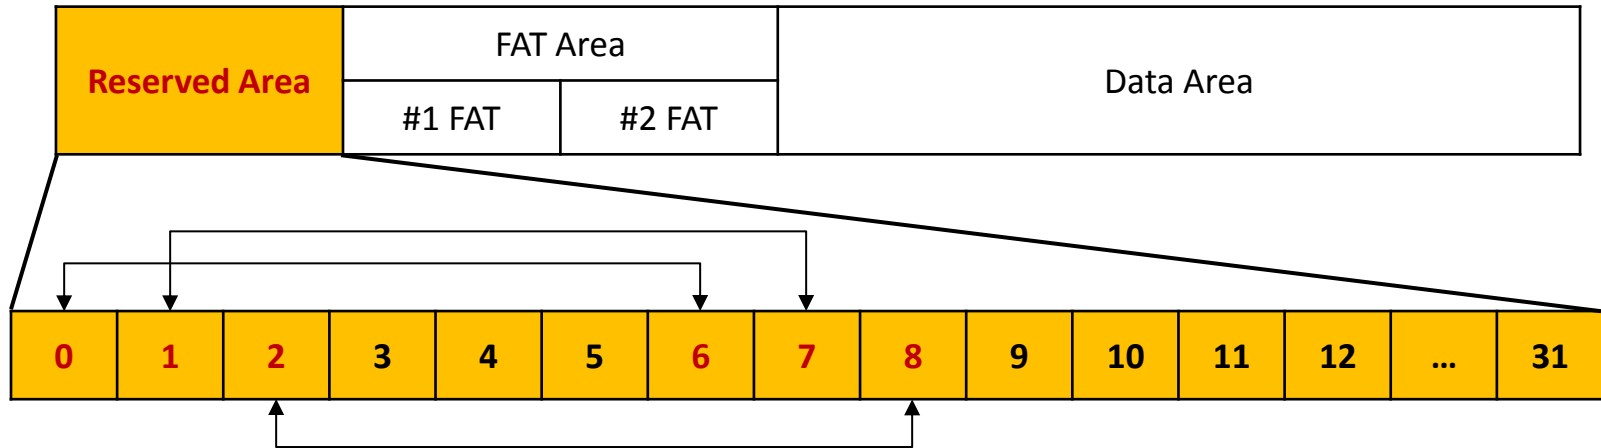 FAT Area
Reserved Area
Data Area
#1 FAT
#2 FAT
0 1 2 3 4 5 6 7 8 9 10 11 12 ... 31